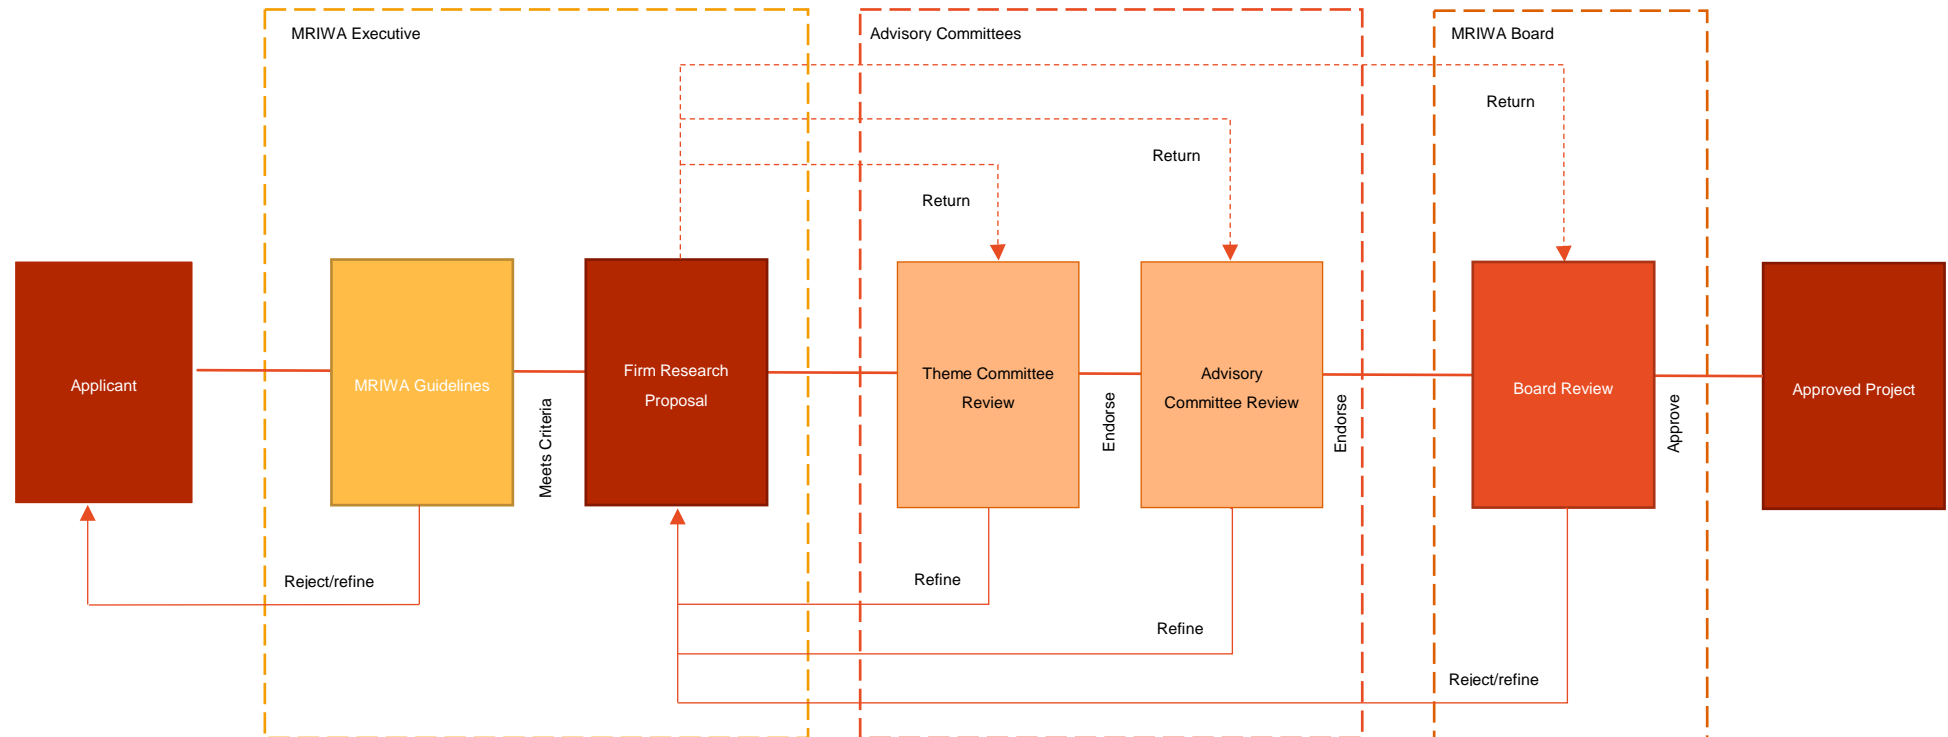 MRIWA Executive
Advisory Committees
MRIWA Board
Return
Return
Return
Applicant
MRIWA Guidelines
Meets Criteria
Firm Research
Proposal
Theme Committee
Review
Endorse
Advisory
Committee Review
Endorse
Board Review
Approve
Approved Project
Reject/refine
Refine
Refine
Reject/refine